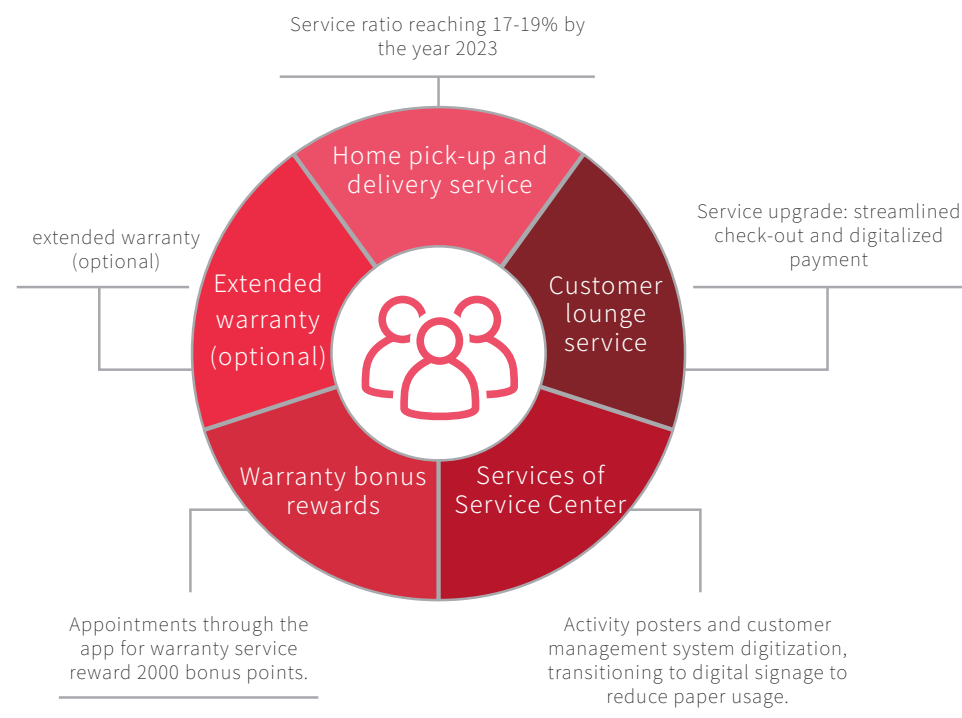 Service ratio reaching 17-19% by
the year 2023
Home pick-up and
delivery service
extended warranty
(optional)
Service upgrade: streamlined
check-out and digitalized
payment
Extended
warranty
(optional)
Customer
lounge
service
Warranty bonus
rewards
Services of
Service Center
Appointments through the
app for warranty service
reward 2000 bonus points.
Activity posters and customer
management system digitization,
transitioning to digital signage to
reduce paper usage.